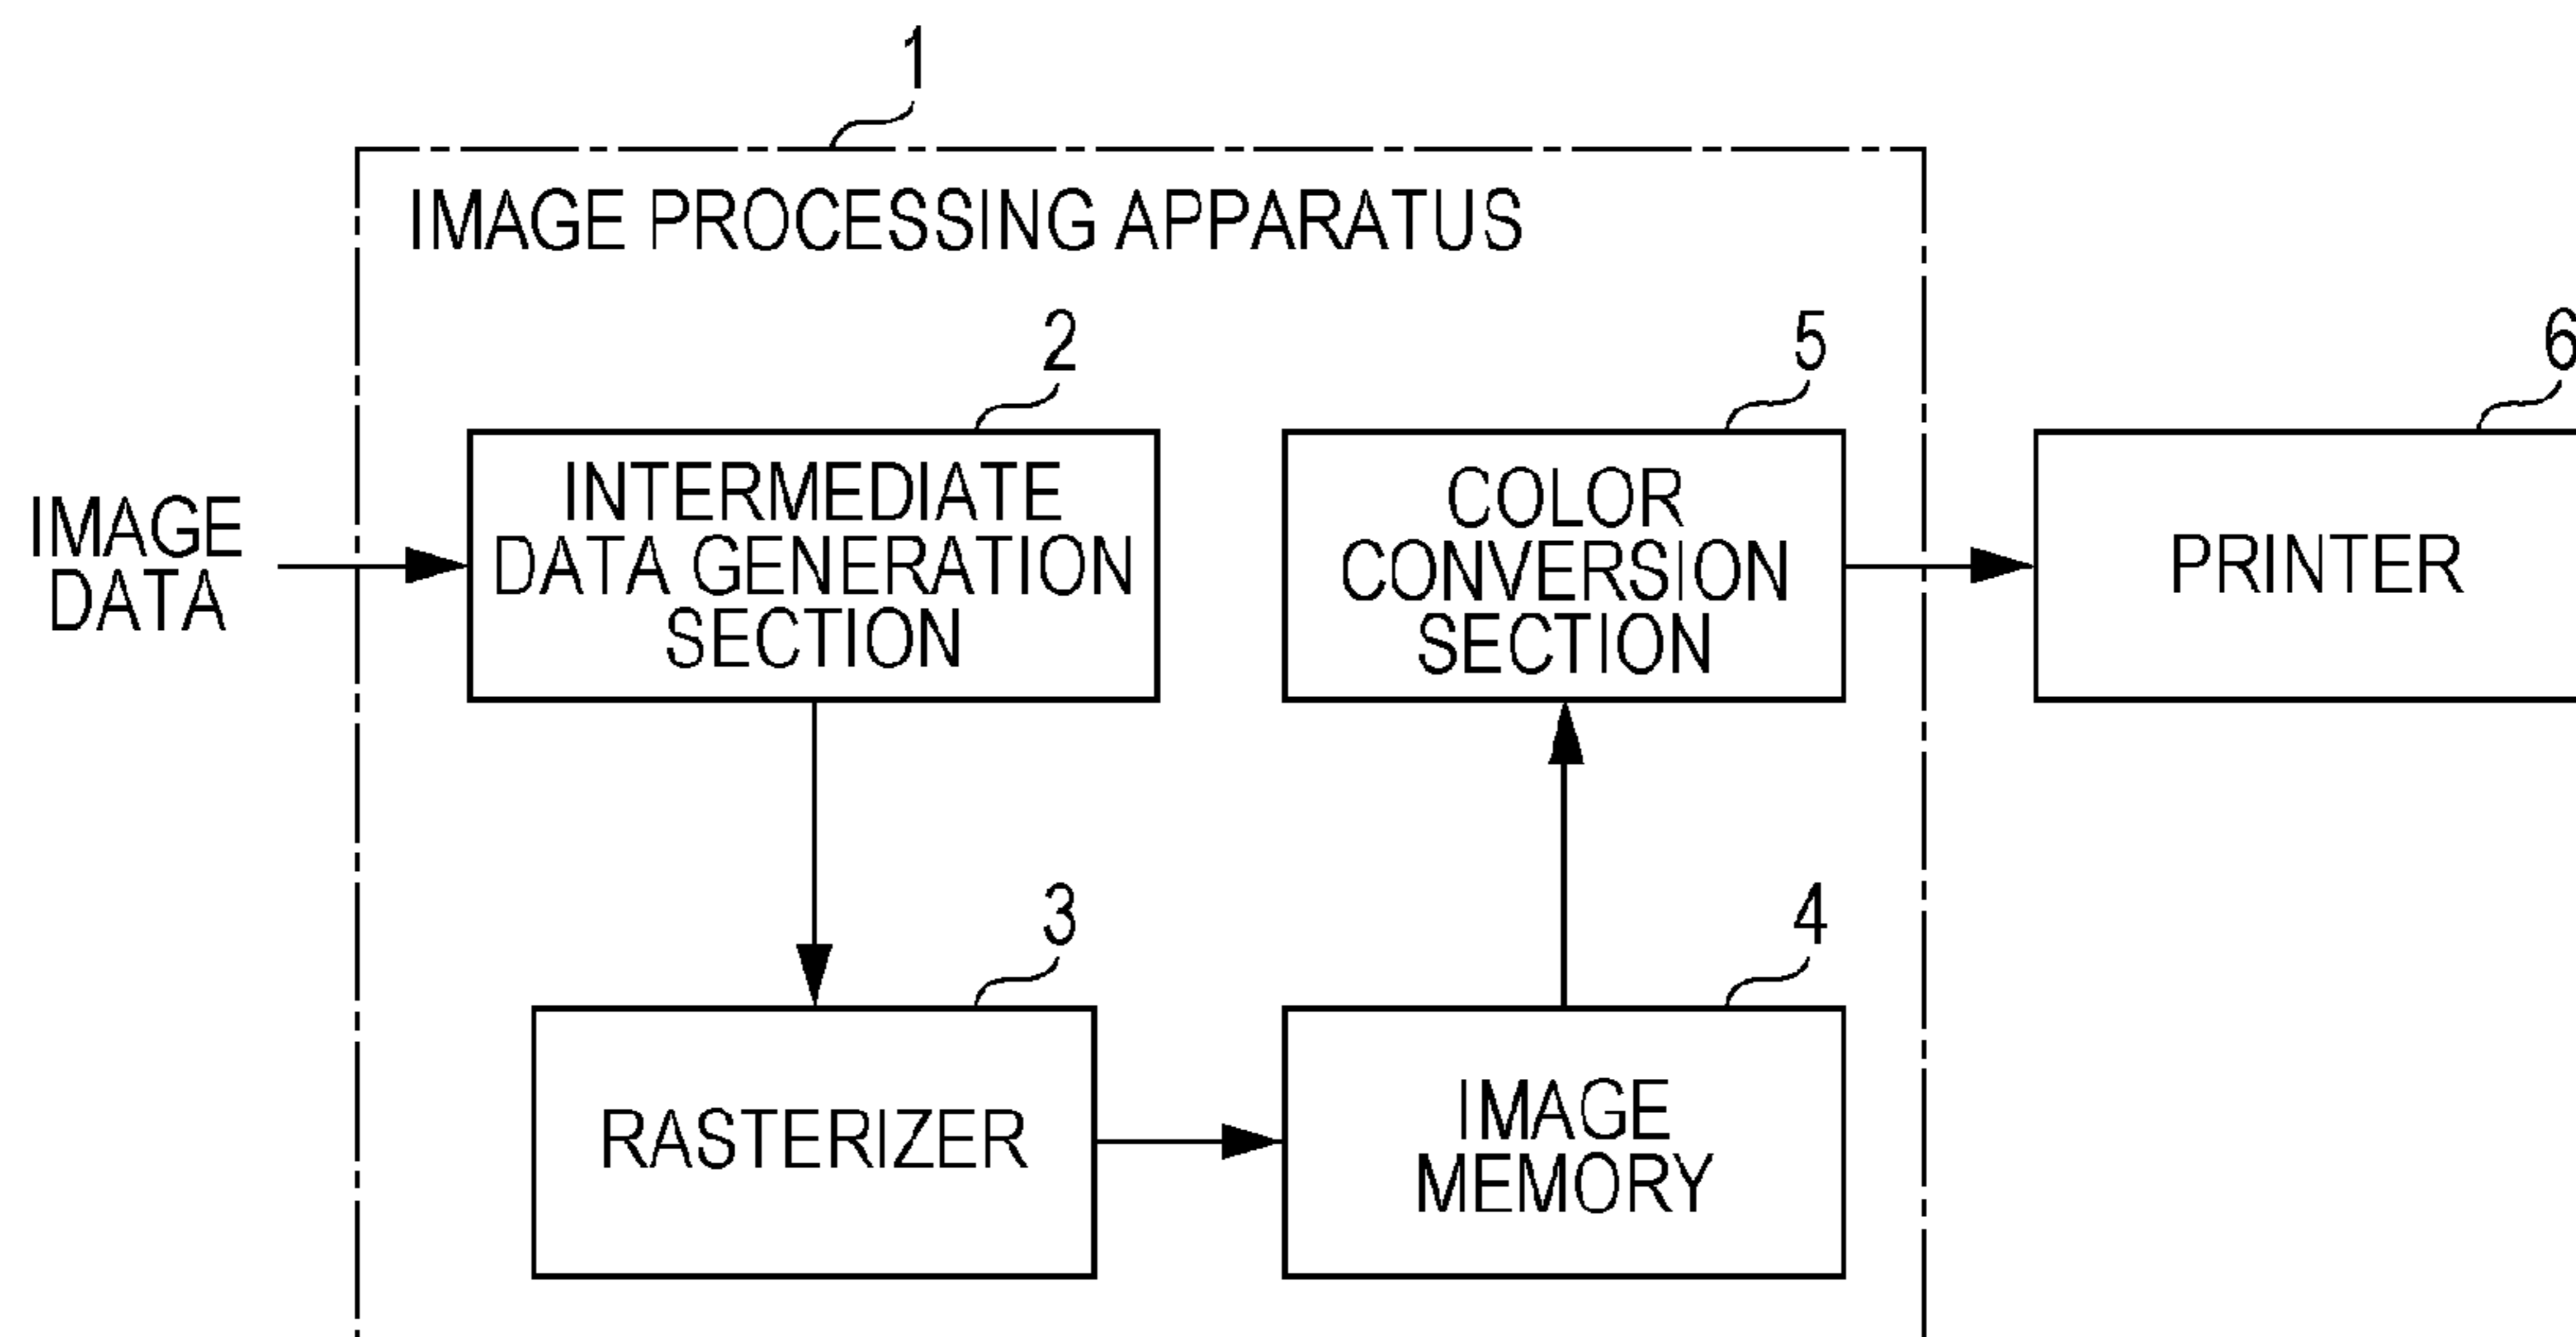 1
IMAGE PROCESSING APPARATUS
2
5
6
IMAGE
DATA
INTERMEDIATE
DATA GENERATION
SECTION
COLOR
CONVERSION
SECTION
PRINTER
3
4
RASTERIZER
IMAGE
MEMORY